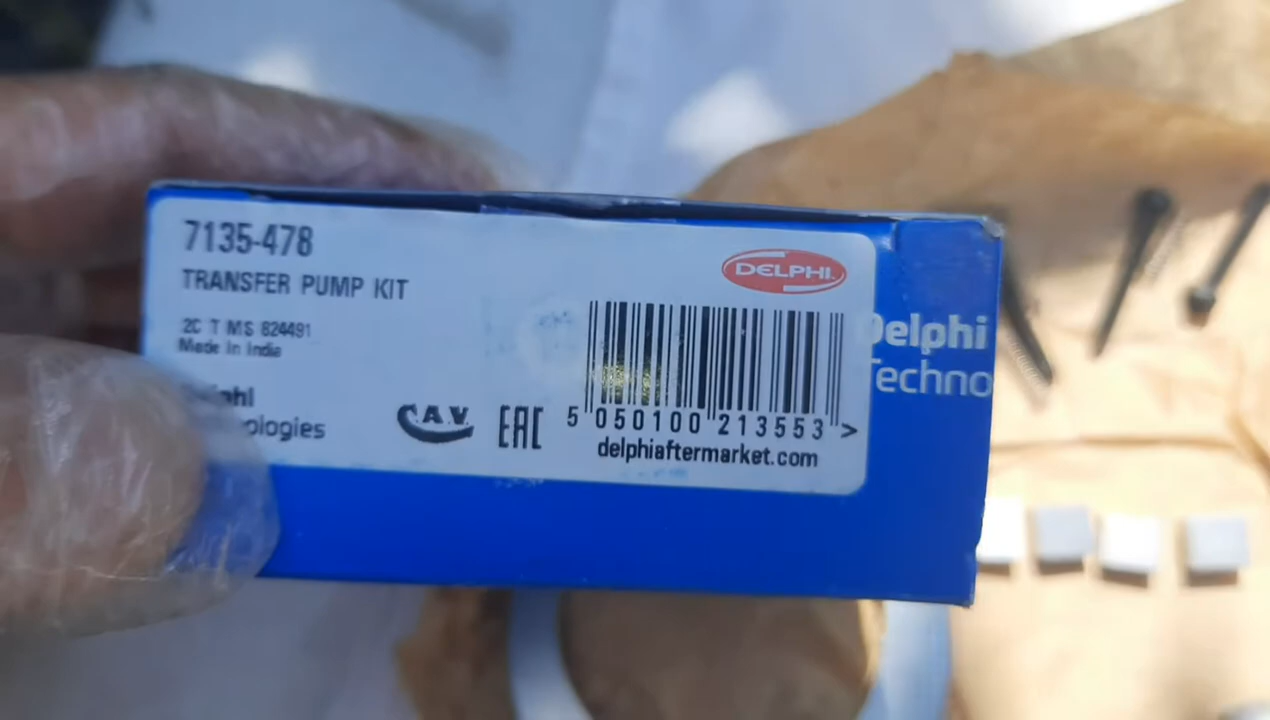 7135-478
TRANSFER PUMP KIT
2C T MS 824491
Made In India
DELPHI
C.A.V.
EAC
5 050100 213553 >
delphiaftermarket.com
Delphi
Techno